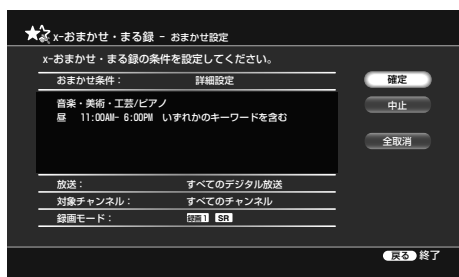 x-おまかせ・まる録 - おまかせ設定
x-おまかせ・まる録の条件を設定してください。
おまかせ条件： 詳細設定
確定
音楽・美術・工芸/ピアノ
中止
昼 11:00AM- 6:00PM いずれかのキーワードを含む
全取消
放送： すべてのデジタル放送
対象チャンネル： すべてのチャンネル
録画モード： 録画1 SR
戻る 終了